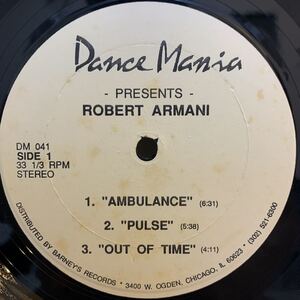 Dance Mania
- PRESENTS -
ROBERT ARMANI
DM 041
SIDE 1
33 1/3 RPM
STEREO
1. "AMBULANCE" (6:31)
2. "PULSE" (5:38)
3. "OUT OF TIME" (4:11)
DISTRIBUTED BY BARNEY'S RECORDS • 3400 W. OGDEN, CHICAGO, IL 60623 • (302) 521-6300